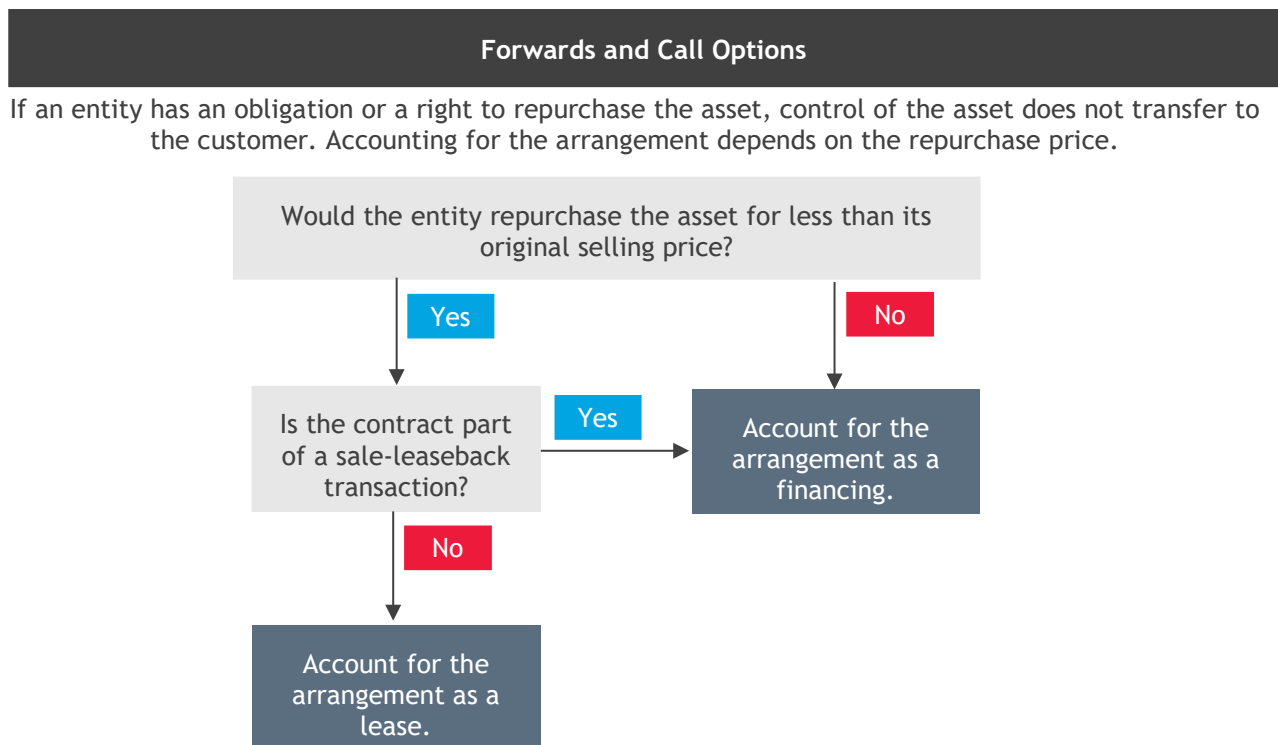 Forwards and Call Options
If an entity has an obligation or a right to repurchase the asset, control of the asset does not transfer to
the customer. Accounting for the arrangement depends on the repurchase price.
Would the entity repurchase the asset for less than its
original selling price?
Yes
No
Is the contract part
of a sale-leaseback
transaction?
Yes
Account for the
arrangement as a
financing.
No
Account for the
arrangement as a
lease.